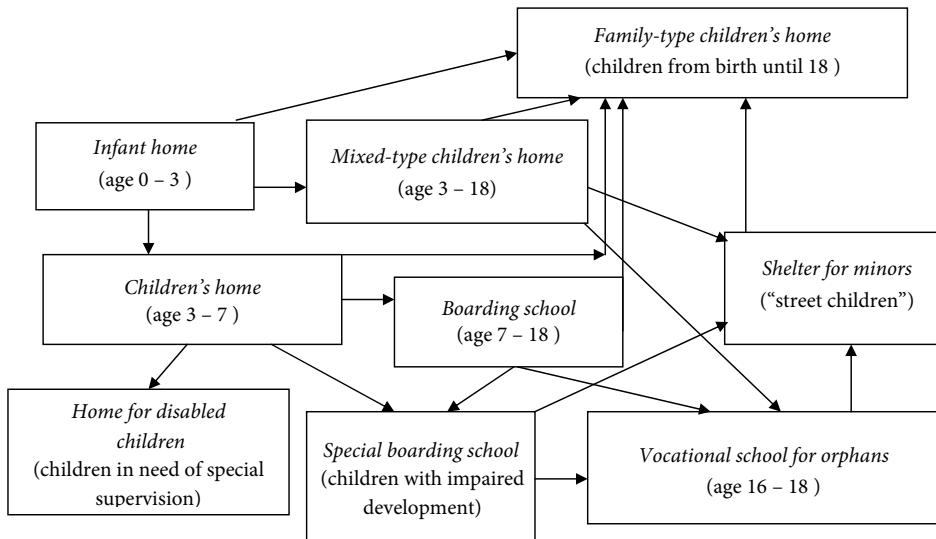 Family-type children’s home
(children from birth until 18 )
Infant home
(age 0 – 3 )
Mixed-type children’s home
(age 3 – 18)
Shelter for minors
(“street children”)
Children’s home
(age 3 – 7 )
Boarding school
(age 7 – 18 )
Home for disabled
children
(children in need of special
supervision)
Special boarding school
(children with impaired
development)
Vocational school for orphans
(age 16 – 18 )